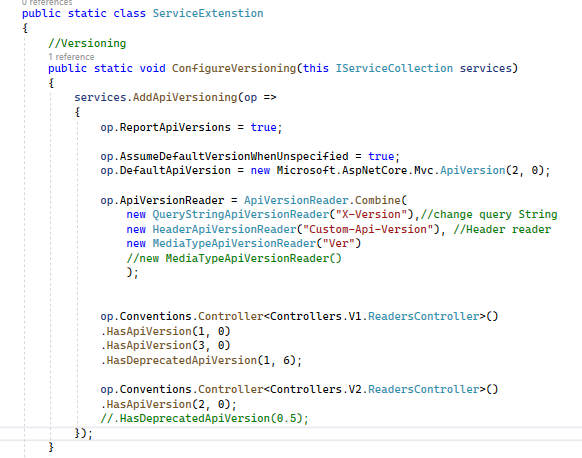 0 references
public static class ServiceExtenstion
{
//Versioning
1 reference
public static void ConfigureVersioning(this IServiceCollection services)
{
services.AddApiVersioning(op =>
{
op.ReportApiVersions = true;
op.AssumeDefaultVersionWhenUnspecified = true;
op.DefaultApiVersion = new Microsoft.AspNetCore.Mvc.ApiVersion(2, 0);
op.ApiVersionReader = ApiVersionReader.Combine(
new QueryStringApiVersionReader("X-Version"),//change query String
new HeaderApiVersionReader("Custom-Api-Version"), //Header reader
new MediaTypeApiVersionReader("Ver")
//new MediaTypeApiVersionReader()
);
op.Conventions.Controller<Controllers.V1.ReadersController>()
.HasApiVersion(1, 0)
.HasApiVersion(3, 0)
.HasDeprecatedApiVersion(1, 6);
op.Conventions.Controller<Controllers.V2.ReadersController>()
.HasApiVersion(2, 0);
//.HasDeprecatedApiVersion(0.5);
});
}